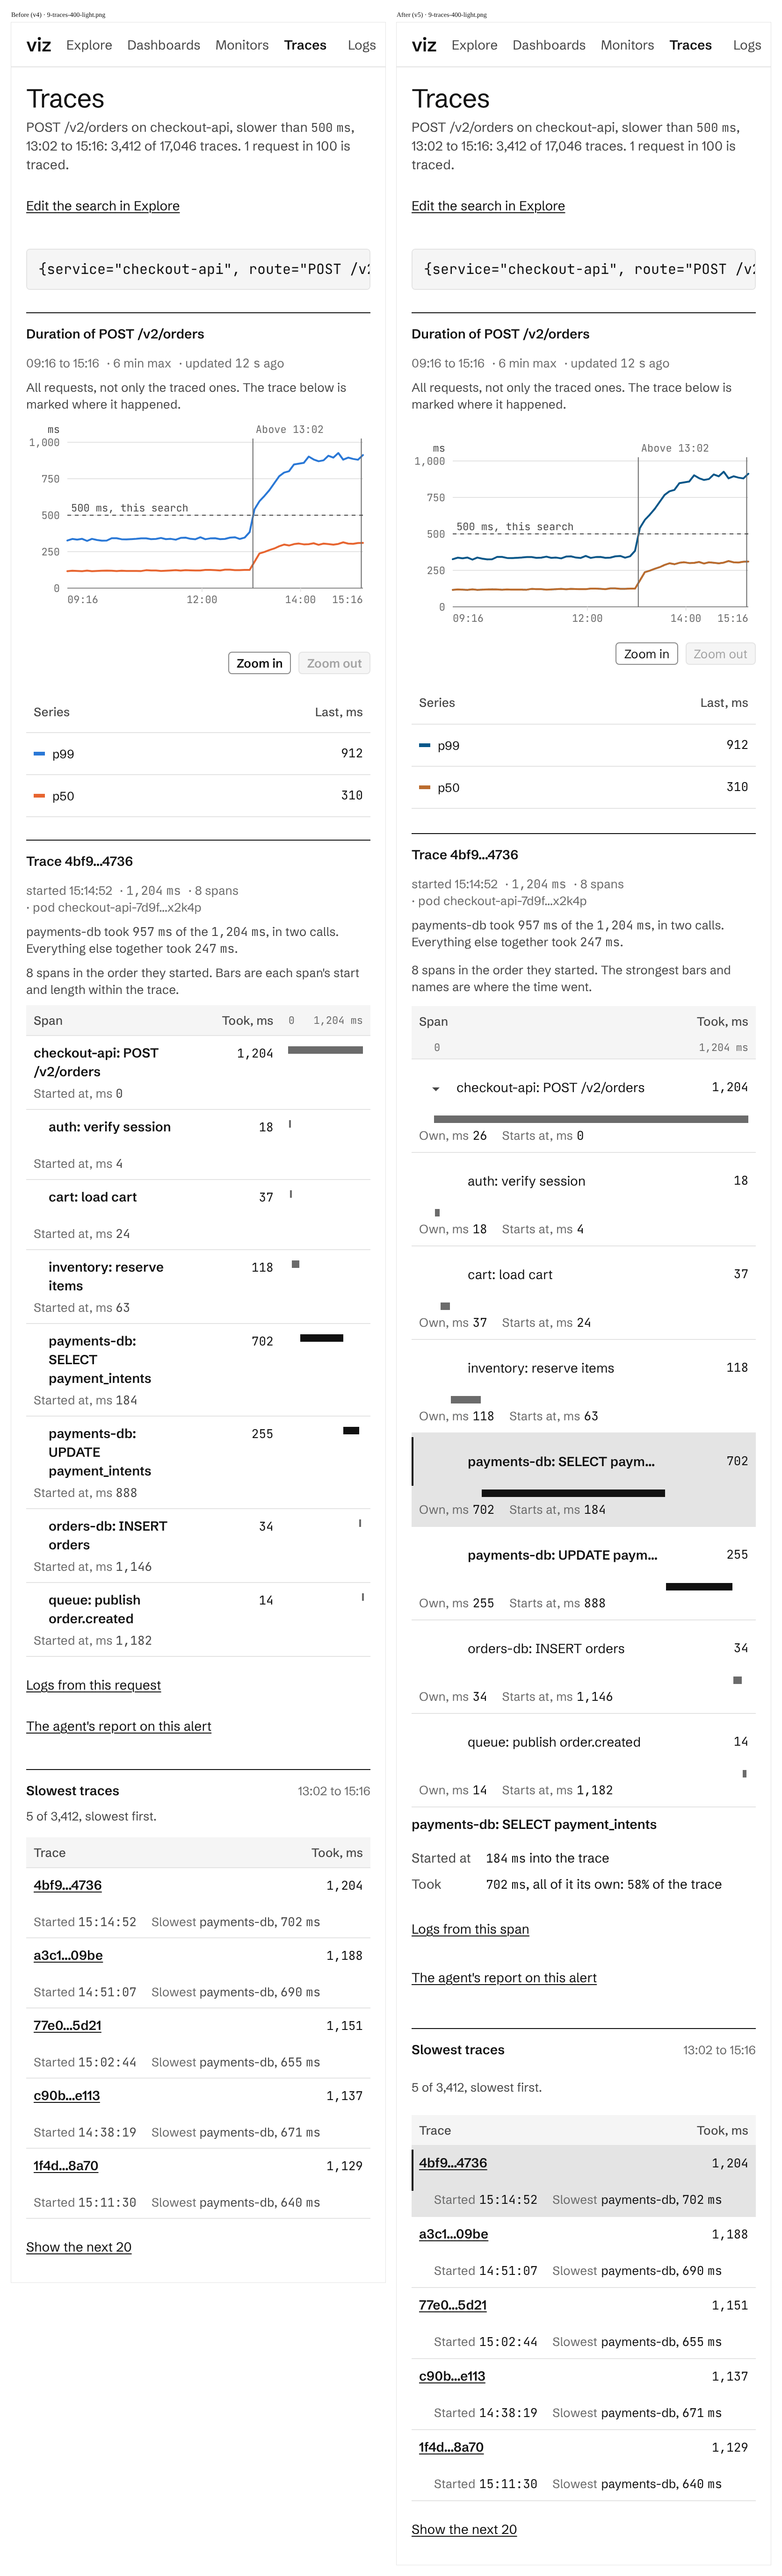 Before (v4) · 9-traces-400-light.png
viz Explore Dashboards Monitors Traces Logs
Traces
POST /v2/orders on checkout-api, slower than 500 ms,
13:02 to 15:16: 3,412 of 17,046 traces. 1 request in 100 is
traced.
Edit the search in Explore
{service="checkout-api", route="POST /v2
Duration of POST /v2/orders
09:16 to 15:16 · 6 min max · updated 12 s ago
All requests, not only the traced ones. The trace below is
marked where it happened.
ms
Above 13:02
1,000
750
500 ms, this search
500
250
0
09:16 12:00 14:00 15:16
Zoom in Zoom out
Series Last, ms
p99 912
p50 310
Trace 4bf9...4736
started 15:14:52 · 1,204 ms · 8 spans
· pod checkout-api-7d9f...x2k4p
payments-db took 957 ms of the 1,204 ms, in two calls.
Everything else together took 247 ms.
8 spans in the order they started. Bars are each span's start
and length within the trace.
Span Took, ms 0 1,204 ms
checkout-api: POST 1,204
/v2/orders
Started at, ms 0
auth: verify session 18
Started at, ms 4
cart: load cart 37
Started at, ms 24
inventory: reserve 118
items
Started at, ms 63
payments-db: 702
SELECT
payment_intents
Started at, ms 184
payments-db: 255
UPDATE
payment_intents
Started at, ms 888
orders-db: INSERT 34
orders
Started at, ms 1,146
queue: publish 14
order.created
Started at, ms 1,182
Logs from this request
The agent's report on this alert
Slowest traces 13:02 to 15:16
5 of 3,412, slowest first.
Trace Took, ms
4bf9...4736 1,204
Started 15:14:52 Slowest payments-db, 702 ms
a3c1...09be 1,188
Started 14:51:07 Slowest payments-db, 690 ms
77e0...5d21 1,151
Started 15:02:44 Slowest payments-db, 655 ms
c90b...e113 1,137
Started 14:38:19 Slowest payments-db, 671 ms
1f4d...8a70 1,129
Started 15:11:30 Slowest payments-db, 640 ms
Show the next 20
After (v5) · 9-traces-400-light.png
viz Explore Dashboards Monitors Traces Logs
Traces
POST /v2/orders on checkout-api, slower than 500 ms,
13:02 to 15:16: 3,412 of 17,046 traces. 1 request in 100 is
traced.
Edit the search in Explore
{service="checkout-api", route="POST /v2
Duration of POST /v2/orders
09:16 to 15:16 · 6 min max · updated 12 s ago
All requests, not only the traced ones. The trace below is
marked where it happened.
ms
Above 13:02
1,000
750
500 ms, this search
500
250
0
09:16 12:00 14:00 15:16
Zoom in Zoom out
Series Last, ms
p99 912
p50 310
Trace 4bf9...4736
started 15:14:52 · 1,204 ms · 8 spans
· pod checkout-api-7d9f...x2k4p
payments-db took 957 ms of the 1,204 ms, in two calls.
Everything else together took 247 ms.
8 spans in the order they started. The strongest bars and
names are where the time went.
Span Took, ms
0 1,204 ms
checkout-api: POST /v2/orders 1,204
Own, ms 26 Starts at, ms 0
auth: verify session 18
Own, ms 18 Starts at, ms 4
cart: load cart 37
Own, ms 37 Starts at, ms 24
inventory: reserve items 118
Own, ms 118 Starts at, ms 63
payments-db: SELECT paym... 702
Own, ms 702 Starts at, ms 184
payments-db: UPDATE paym... 255
Own, ms 255 Starts at, ms 888
orders-db: INSERT orders 34
Own, ms 34 Starts at, ms 1,146
queue: publish order.created 14
Own, ms 14 Starts at, ms 1,182
payments-db: SELECT payment_intents
Started at 184 ms into the trace
Took 702 ms, all of it its own: 58% of the trace
Logs from this span
The agent's report on this alert
Slowest traces 13:02 to 15:16
5 of 3,412, slowest first.
Trace Took, ms
4bf9...4736 1,204
Started 15:14:52 Slowest payments-db, 702 ms
a3c1...09be 1,188
Started 14:51:07 Slowest payments-db, 690 ms
77e0...5d21 1,151
Started 15:02:44 Slowest payments-db, 655 ms
c90b...e113 1,137
Started 14:38:19 Slowest payments-db, 671 ms
1f4d...8a70 1,129
Started 15:11:30 Slowest payments-db, 640 ms
Show the next 20